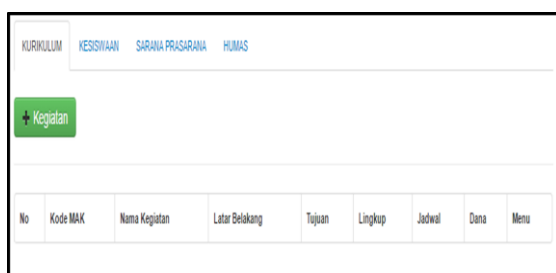 KURIKULUM KESISWAAN SARANA PRASARANA HUMAS
+ Kegiatan
No Kode MAK Nama Kegiatan Latar Belakang Tujuan Lingkup Jadwal Dana Menu